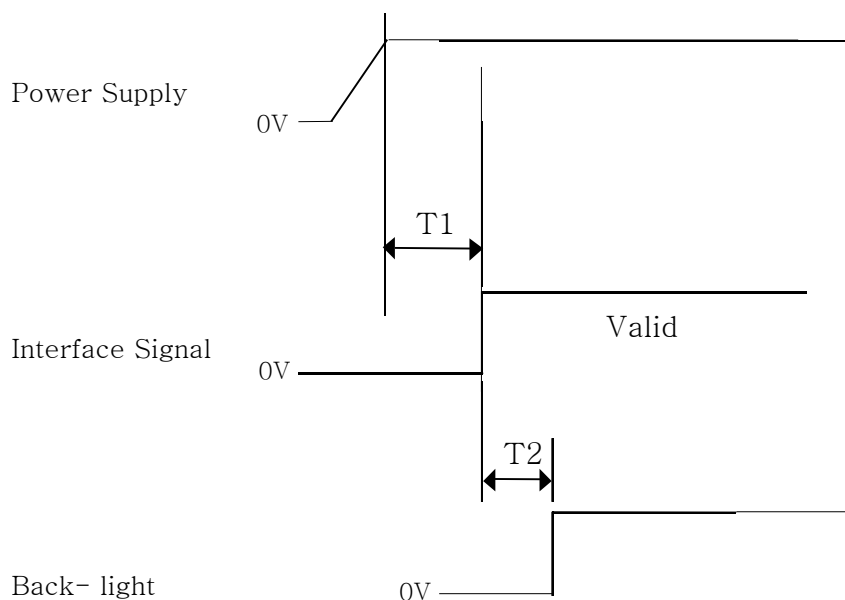 Power Supply
0V
T1
Valid
Interface Signal
0V
T2
Back- light
0V